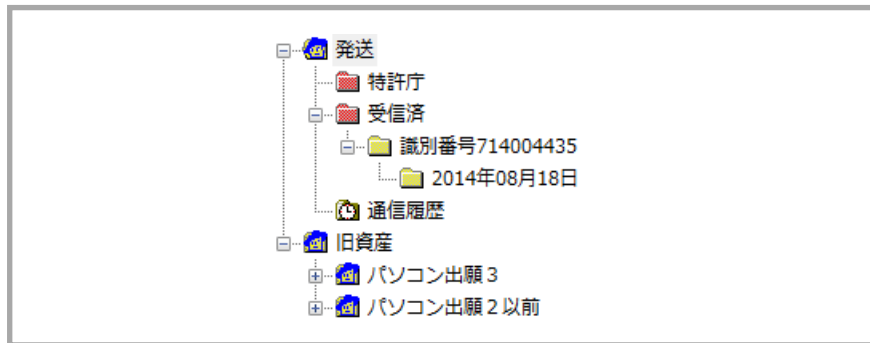 発送
特許庁
受信済
識別番号714004435
2014年08月18日
通信履歴
旧資産
パソコン出願3
パソコン出願2以前